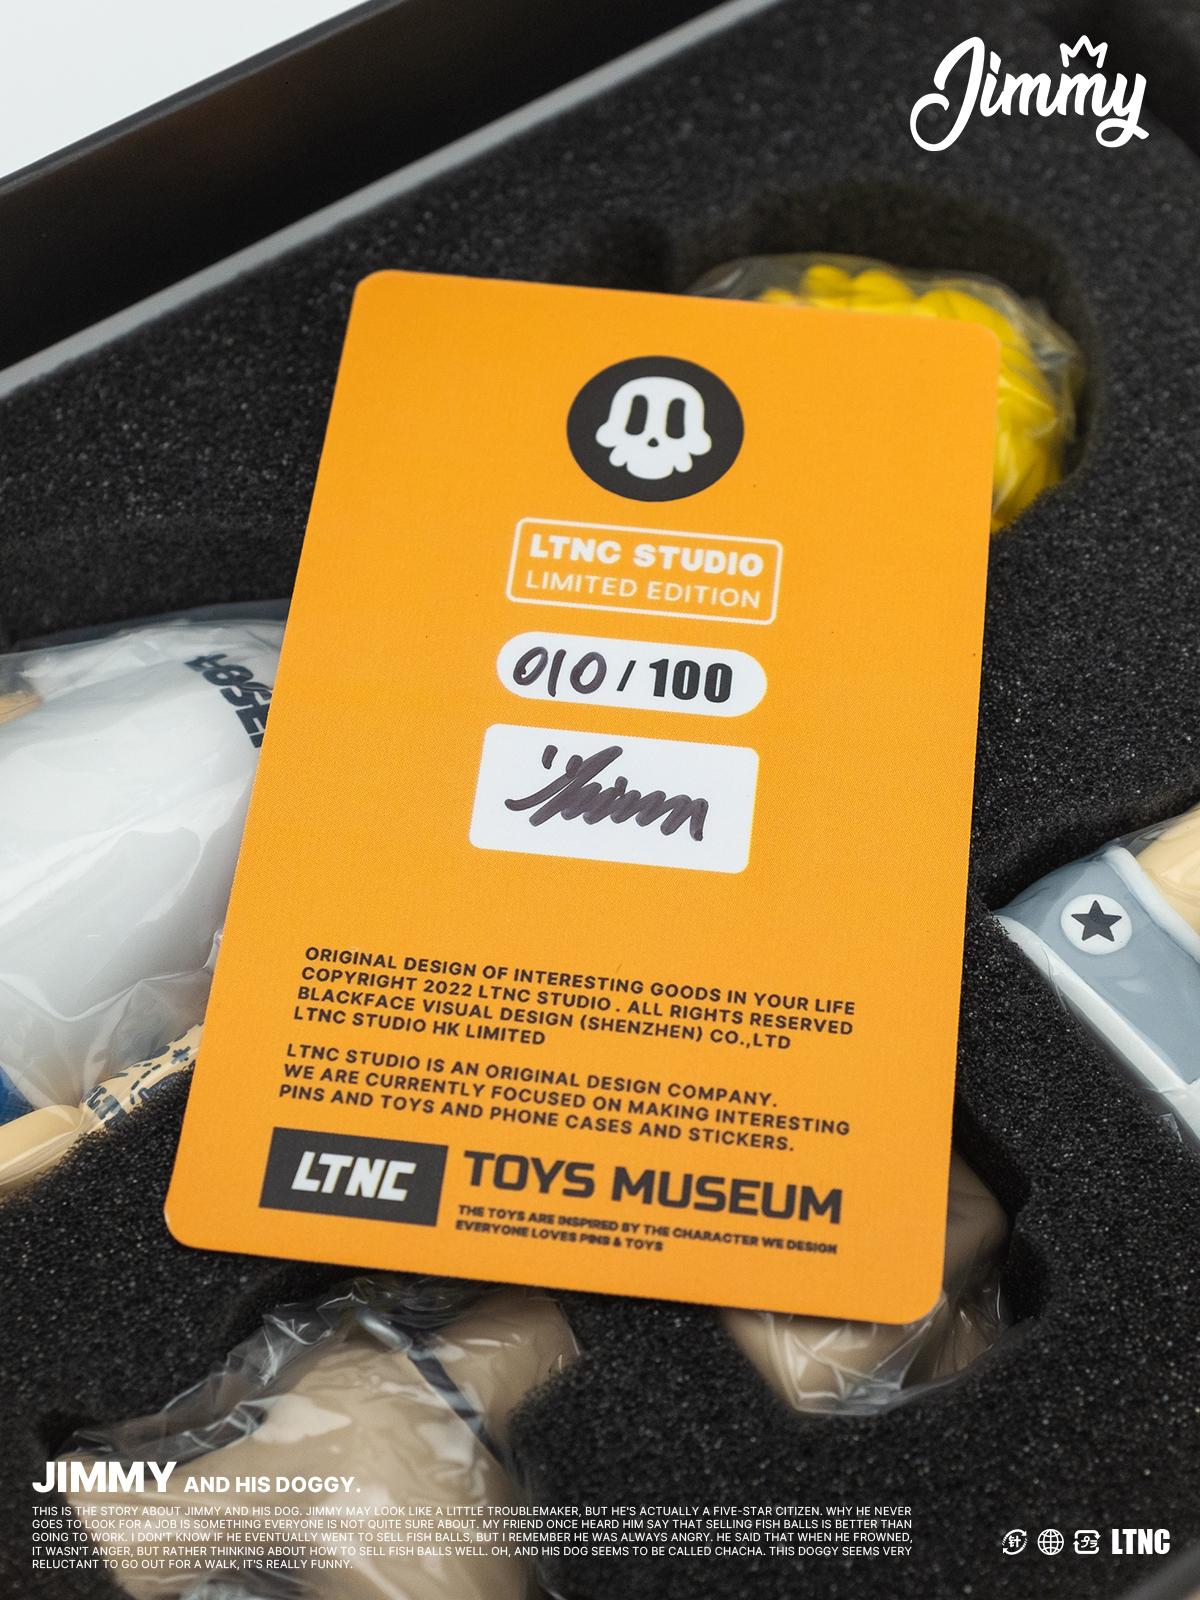 Jimmy
LTNC STUDIO
LIMITED EDITION
010 / 100
ORIGINAL DESIGN OF INTERESTING GOODS IN YOUR LIFE
COPYRIGHT 2022 LTNC STUDIO . ALL RIGHTS RESERVED
BLACKFACE VISUAL DESIGN (SHENZHEN) CO.,LTD
LTNC STUDIO HK LIMITED
LTNC STUDIO IS AN ORIGINAL DESIGN COMPANY.
WE ARE CURRENTLY FOCUSED ON MAKING INTERESTING
PINS AND TOYS AND PHONE CASES AND STICKERS.
LTNC TOYS MUSEUM
THE TOYS ARE INSPIRED BY THE CHARACTER WE DESIGN
EVERYONE LOVES PINS & TOYS
JIMMY AND HIS DOGGY.
THIS IS THE STORY ABOUT JIMMY AND HIS DOG. JIMMY MAY LOOK LIKE A LITTLE TROUBLEMAKER, BUT HE'S ACTUALLY A FIVE-STAR CITIZEN. WHY HE NEVER
GOES TO LOOK FOR A JOB IS SOMETHING EVERYONE IS NOT QUITE SURE ABOUT. MY FRIEND ONCE HEARD HIM SAY THAT SELLING FISH BALLS IS BETTER THAN
GOING TO WORK. I DON'T KNOW IF HE EVENTUALLY WENT TO SELL FISH BALLS, BUT I REMEMBER HE WAS ALWAYS ANGRY. HE SAID THAT WHEN HE FROWNED,
IT WASN'T ANGER, BUT RATHER THINKING ABOUT HOW TO SELL FISH BALLS WELL. OH, AND HIS DOG SEEMS TO BE CALLED CHACHA. THIS DOGGY SEEMS VERY
RELUCTANT TO GO OUT FOR A WALK, IT'S REALLY FUNNY.
LTNC